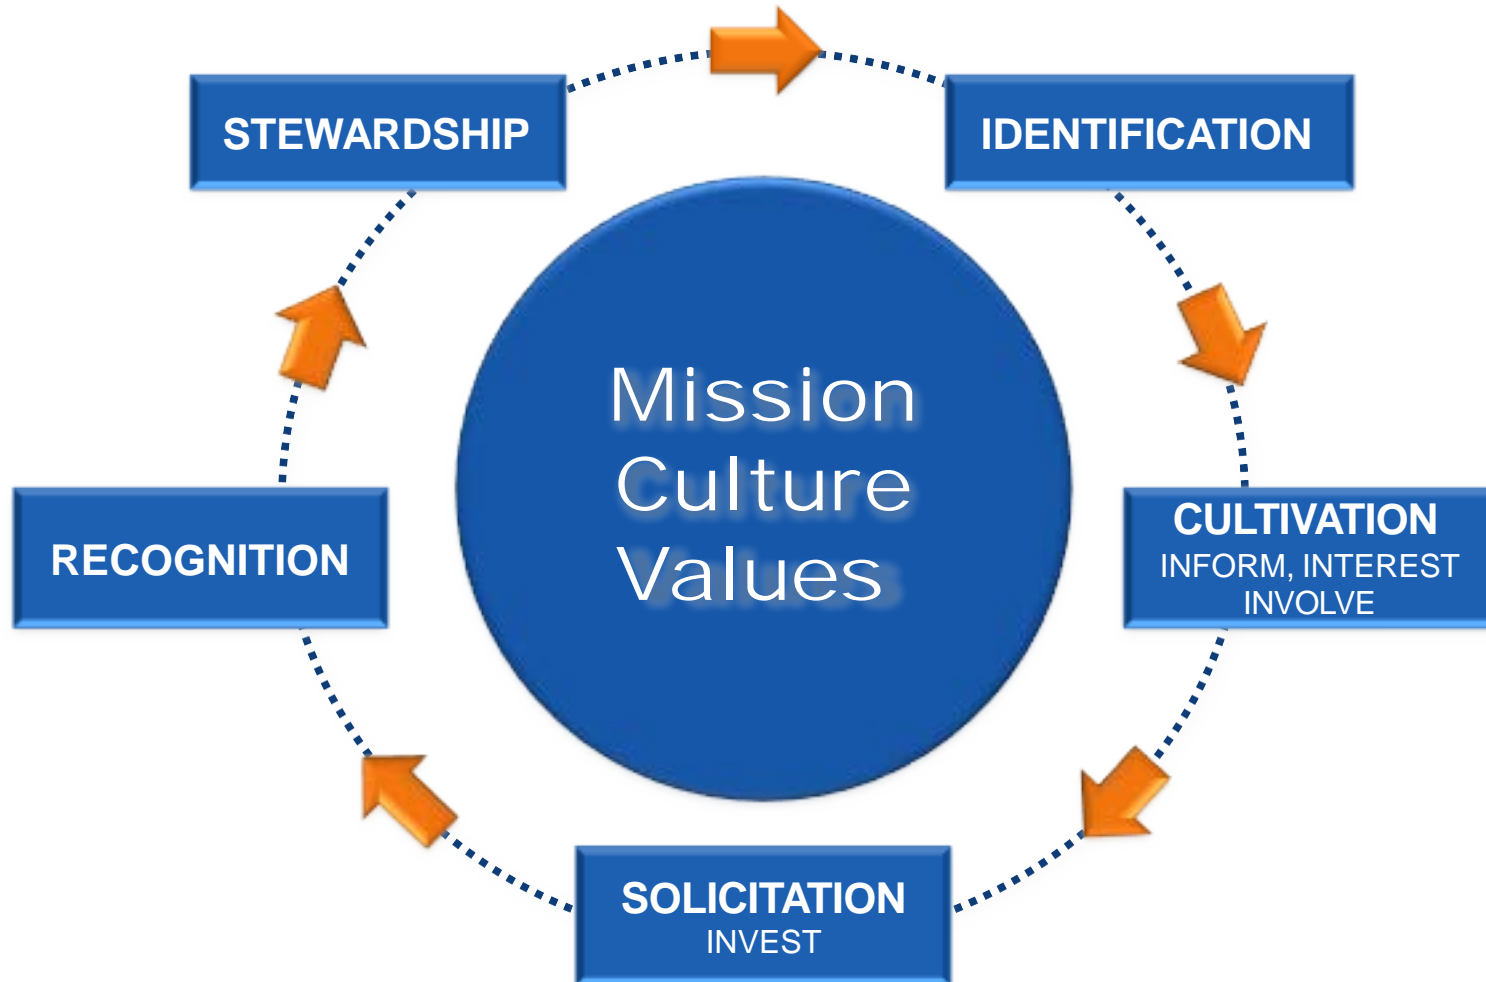 STEWARDSHIP
IDENTIFICATION
Mission
Culture
Values
RECOGNITION
CULTIVATION
INFORM, INTEREST
INVOLVE
SOLICITATION
INVEST